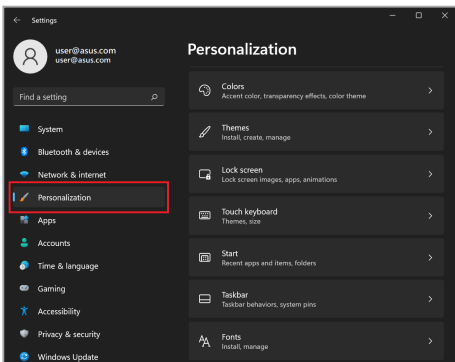 Settings
user@asus.com
user@asus.com
Find a setting
System
Bluetooth & devices
Network & internet
Personalization
Apps
Accounts
Time & language
Gaming
Accessibility
Privacy & security
Windows Update
Personalization
Colors
Accent color, transparency effects, color theme
Themes
Install, create, manage
Lock screen
Lock screen images, apps, animations
Touch keyboard
Themes, size
Start
Recent apps and items, folders
Taskbar
Taskbar behaviors, system pins
Fonts
Install, manage